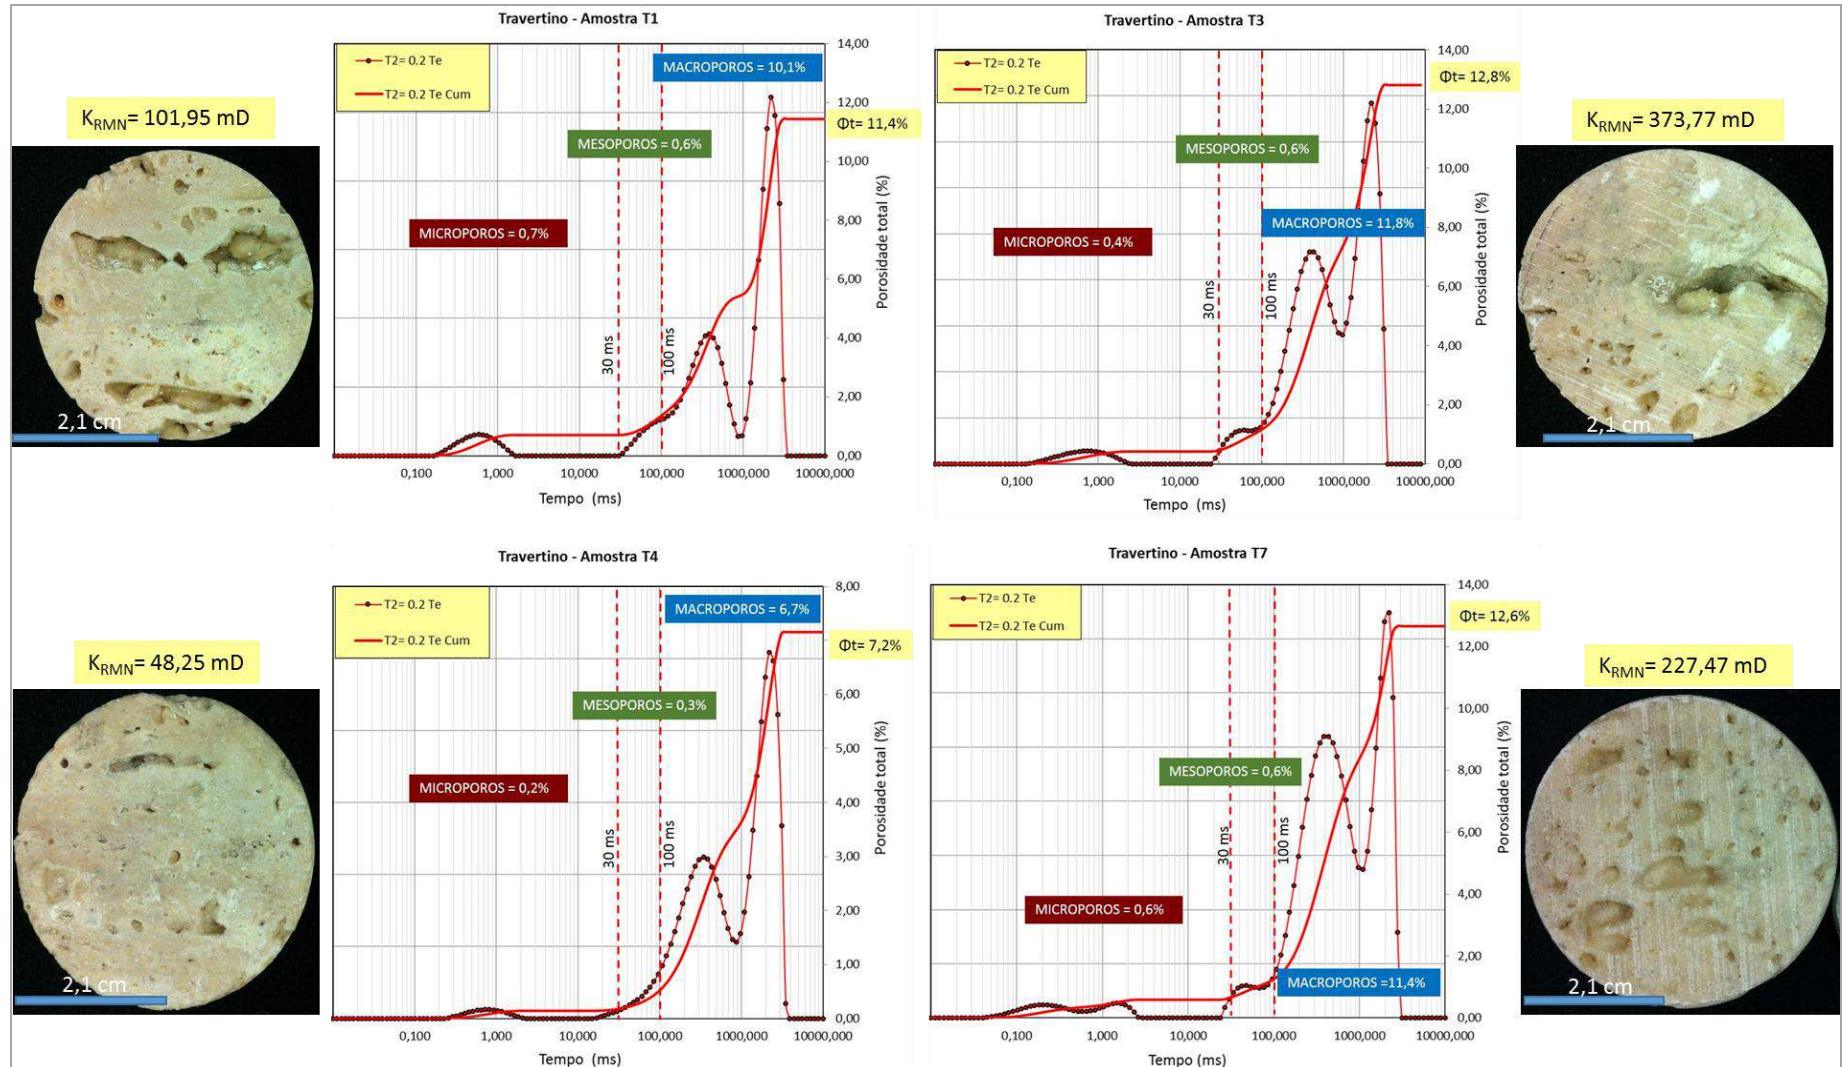 Travertino - Amostra T1
T2= 0.2 Te
T2= 0.2 Te Cum
MACROPOROS = 10,1%
MESOPOROS = 0,6%
MICROPOROS = 0,7%
Φt= 11,4%
K_RMN= 101,95 mD
2,1 cm
30 ms
100 ms
14,00
12,00
10,00
8,00
6,00
4,00
2,00
0,00
Porosidade total (%)
0,100
1,000
10,000
100,000
1000,000
10000,000
Tempo (ms)
Travertino - Amostra T3
T2= 0.2 Te
T2= 0.2 Te Cum
MESOPOROS = 0,6%
MACROPOROS = 11,8%
MICROPOROS = 0,4%
Φt= 12,8%
K_RMN= 373,77 mD
2,1 cm
30 ms
100 ms
14,00
12,00
10,00
8,00
6,00
4,00
2,00
0,00
Porosidade total (%)
0,100
1,000
10,000
100,000
1000,000
10000,000
Tempo (ms)
Travertino - Amostra T4
T2= 0.2 Te
T2= 0.2 Te Cum
MACROPOROS = 6,7%
MESOPOROS = 0,3%
MICROPOROS = 0,2%
Φt= 7,2%
K_RMN= 48,25 mD
2,1 cm
30 ms
100 ms
8,00
6,00
5,00
4,00
3,00
2,00
1,00
0,00
Porosidade total (%)
0,100
1,000
10,000
100,000
1000,000
10000,000
Tempo (ms)
Travertino - Amostra T7
T2= 0.2 Te
T2= 0.2 Te Cum
MESOPOROS = 0,6%
MICROPOROS = 0,6%
MACROPOROS =11,4%
Φt= 12,6%
K_RMN= 227,47 mD
2,1 cm
30 ms
100 ms
14,00
12,00
10,00
8,00
6,00
4,00
2,00
0,00
Porosidade total (%)
0,100
1,000
10,000
100,000
1000,000
10000,000
Tempo (ms)